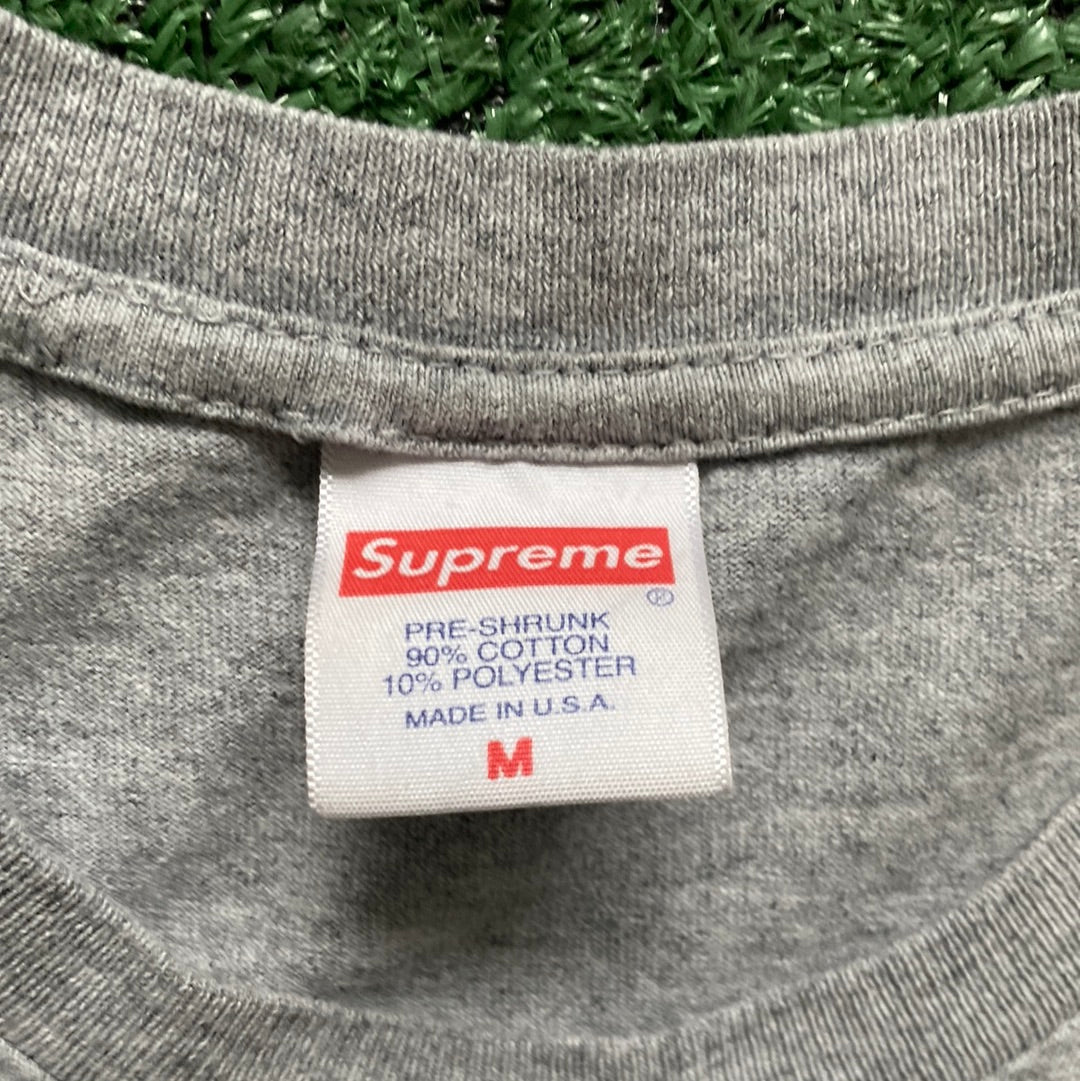 Supreme
®
PRE-SHRUNK
90% COTTON
10% POLYESTER
MADE IN U.S.A.
M